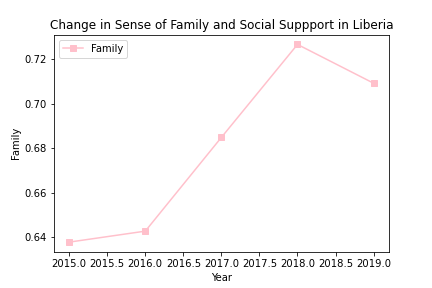 Change in Sense of Family and Social Suppport in Liberia
Family
0.72
0.70
0.68
0.66
0.64
Family
2015.0 2015.5 2016.0 2016.5 2017.0 2017.5 2018.0 2018.5 2019.0
Year